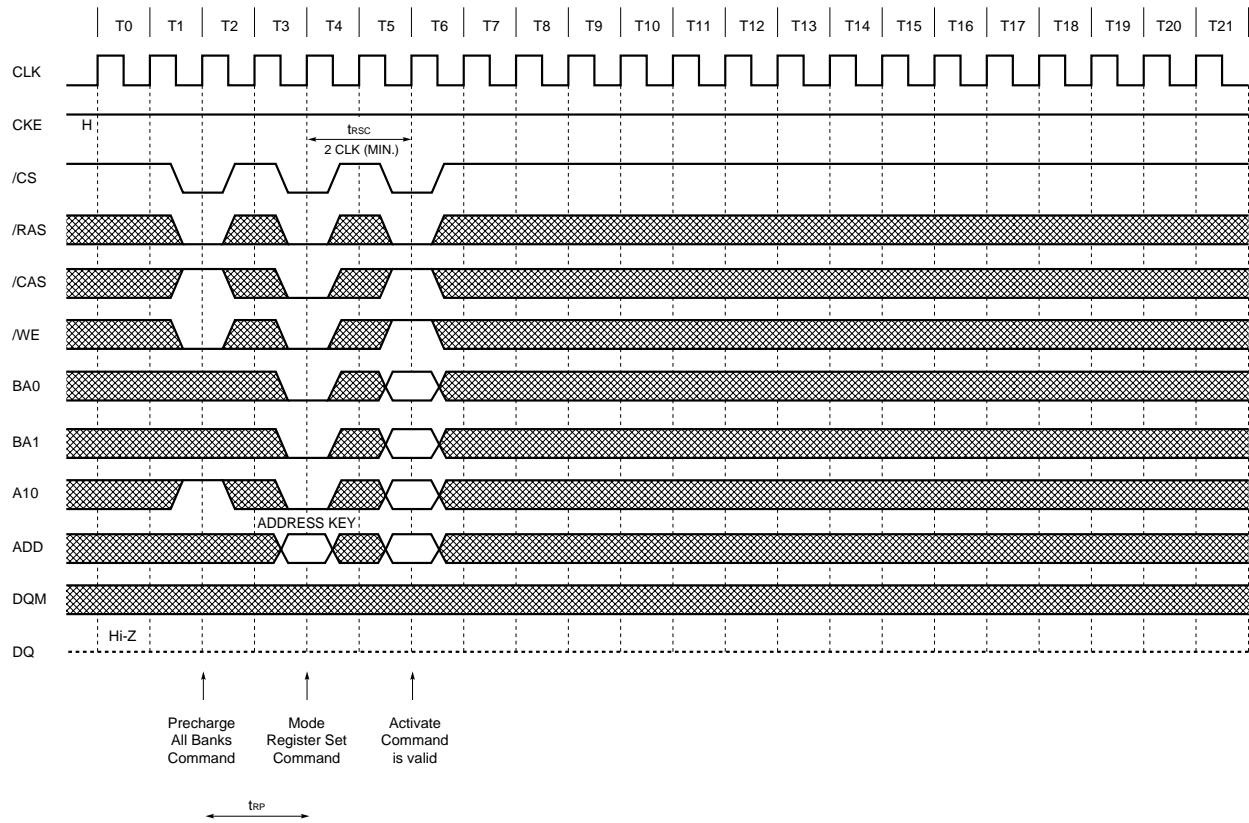 T0 T1 T2 T3 T4 T5 T6 T7 T8 T9 T10 T11 T12 T13 T14 T15 T16 T17 T18 T19 T20 T21
CLK
CKE H
tRSC
2 CLK (MIN.)
/CS
/RAS
/CAS
/WE
BA0
BA1
A10
ADDRESS KEY
ADD
DQM
Hi-Z
DQ
Precharge
All Banks
Command
Mode
Register Set
Command
Activate
Command
is valid
tRP